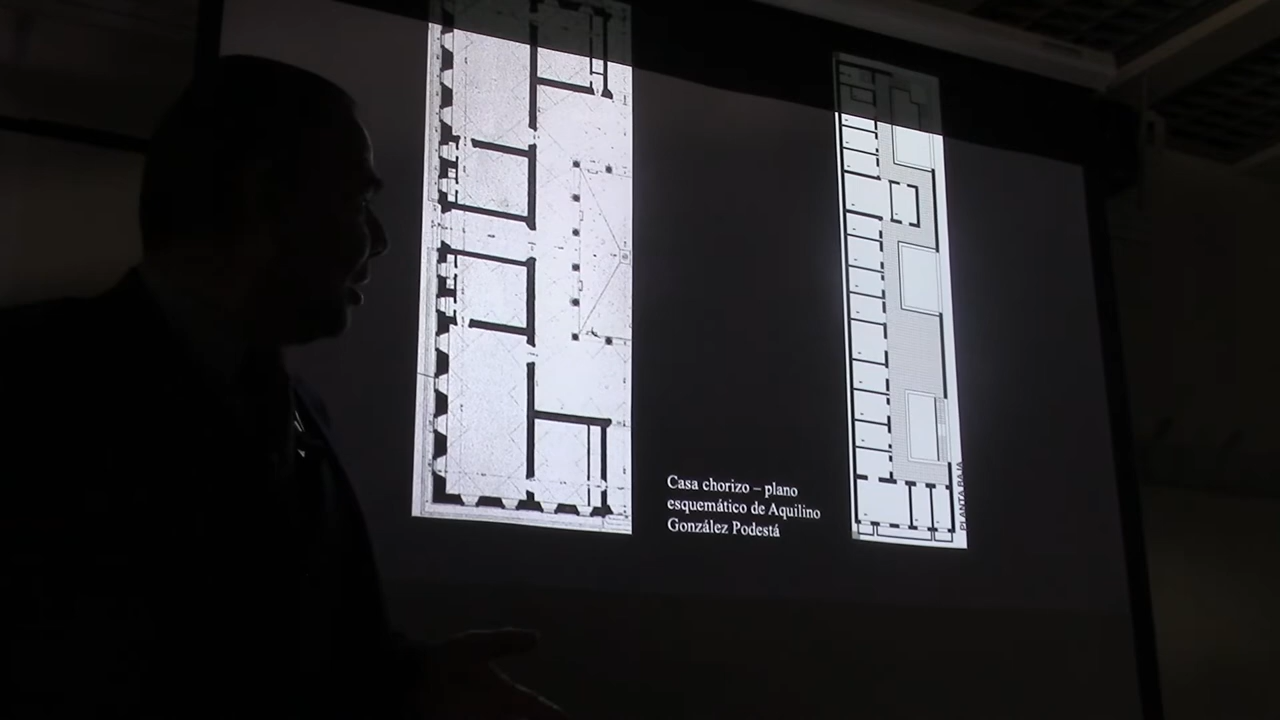 Casa chorizo – plano
esquemático de Aquilino
González Podestá
PLANTA BAJA